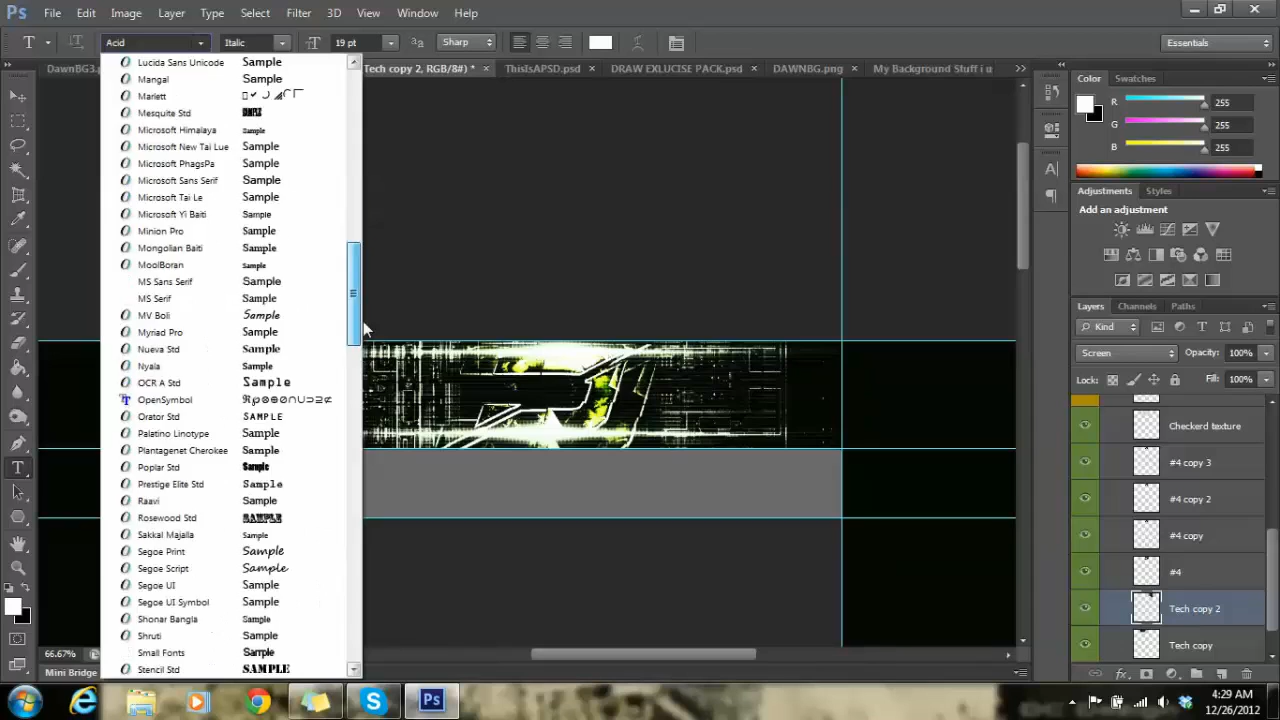 Ps File Edit Image Layer Type Select Filter 3D View Window Help
T Acid Italic 19 pt Sharp Essentials
DawnBG3.p Tech copy 2, RGB/8#) * × ThisIsAPSD.psd × DRAW EXLUCISE PACK.psd × DAWNBG.png × My Background Stuff i u
Lucida Sans Unicode Sample
Mangal Sample
Marlett
Mesquite Std SAMPLE
Microsoft Himalaya Sample
Microsoft New Tai Lue Sample
Microsoft PhagsPa Sample
Microsoft Sans Serif Sample
Microsoft Tai Le Sample
Microsoft Yi Baiti Sample
Minion Pro Sample
Mongolian Baiti Sample
MoolBoran Sample
MS Sans Serif Sample
MS Serif Sample
MV Boli Sample
Myriad Pro Sample
Nueva Std Sample
Nyala Sample
OCR A Std Sample
OpenSymbol
Orator Std SAMPLE
Palatino Linotype Sample
Plantagenet Cherokee Sample
Poplar Std Sample
Prestige Elite Std Sample
Raavi Sample
Rosewood Std SAMPLE
Sakkal Majalla Sample
Segoe Print Sample
Segoe Script Sample
Segoe UI Sample
Segoe UI Symbol Sample
Shonar Bangla Sample
Shruti Sample
Small Fonts Sample
Stencil Std SAMPLE
Color Swatches
R 255
G 255
B 255
Adjustments Styles
Add an adjustment
Layers Channels Paths
Kind
Screen Opacity: 100%
Lock: Fill: 100%
Checkerd texture
#4 copy 3
#4 copy 2
#4 copy
#4
Tech copy 2
Tech copy
66.67%
Mini Bridge
4:29 AM
12/26/2012